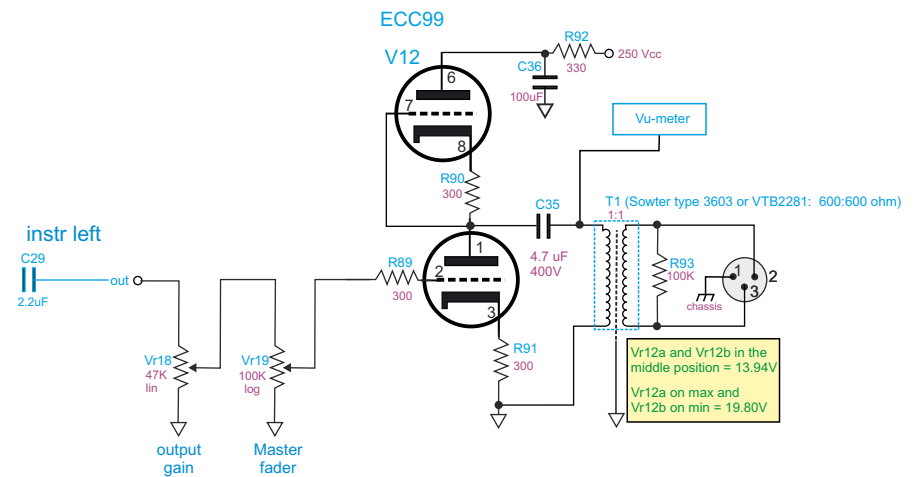 ECC99
V12
R92
330
250 Vcc
C36
100uF
6
7
8
R90
300
Vu-meter
C35
4.7 uF
400V
T1 (Sowter type 3603 or VTB2281: 600:600 ohm)
1:1
instr left
C29
2.2uF
out
R89
300
1
2
3
R91
300
R93
100K
1
2
3
chassis
Vr18
47K
lin
Vr19
100K
log
output
gain
Master
fader
Vr12a and Vr12b in the
middle position = 13.94V
Vr12a on max and
Vr12b on min = 19.80V